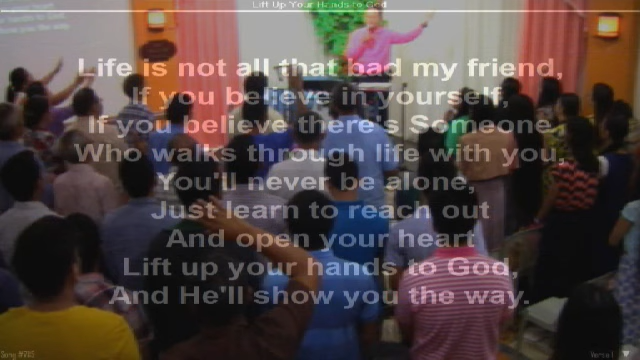 Lift Up Your Hands to God
Life is not all that bad my friend,
If you believe in yourself,
If you believe there's Someone
Who walks through life with you,
You'll never be alone,
Just learn to reach out
And open your heart
Lift up your hands to God,
And He'll show you the way.
Verse 1